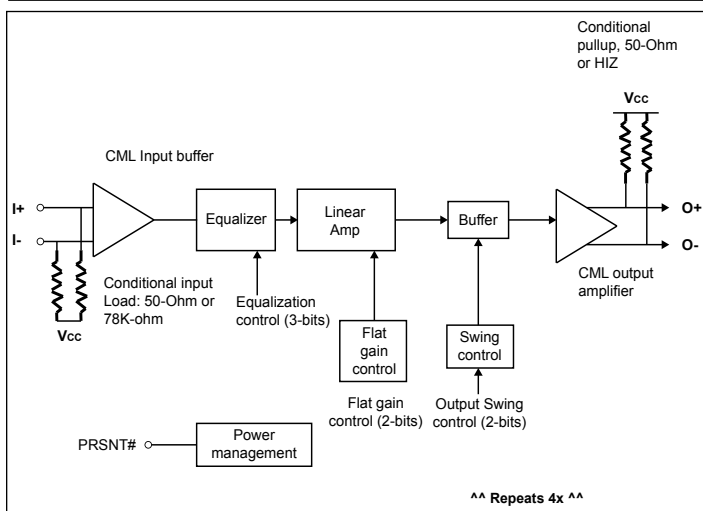 Conditional
pullup, 50-Ohm
or HIZ
Vcc
CML Input buffer
I+
I-
Equalizer
Linear
Amp
Buffer
O+
O-
CML output
amplifier
Conditional input
Load: 50-Ohm or
78K-ohm
Vcc
Equalization
control (3-bits)
Flat
gain
control
Swing
control
Flat gain
control (2-bits)
Output Swing
control (2-bits)
PRSNT#
Power
management
^^ Repeats 4x ^^